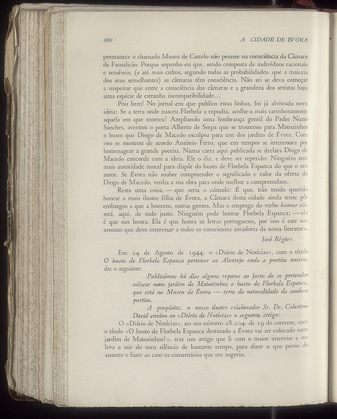 380 A CIDADE DE ÉVORA
permanece o chamado Museu de Camilo não pesasse na consciência da Câmara
de Famalicão. Porque suponho eu que, sendo composta de indivíduos racionais
e sensíveis, (e até mais cultos, segundo todas as probabilidades, que a maioria
dos seus semelhantes) as câmaras têm consciência. Não sei se deva começar
a suspeitar que entre a consciência das câmaras e a grandeza dos artistas haja
uma espécie de estranha incompatibilidade...
Pois bem! No jornal em que publico estas linhas, foi já alvitrada nova
ideia: Se a terra onde nasceu Florbela a repudia, acolhe-a mais carinhosamente
aquela em que morreu! Ampliando uma lembrança gentil do Padre Nuno
Sanches, aventou o poeta Alberto de Serpa que se trouxesse para Matozinhos
o busto que Diogo de Macedo esculpiu para um dos jardins de Évora. Com
isto se mostrou de acordo António Ferro, que em tempos se interessara por
homenagear a grande poetisa. Numa carta aqui publicada se declara Diogo de
Macedo concorde com a ideia. Ele o diz, e deve ser repetido: Ninguém tem
mais autoridade moral para dispôr do busto de Florbela Espanca do que o seu
autor. Se Évora não souber compreender o significado e valor da oferta de
Diogo de Macedo, venha a sua obra para onde melhor a compreendam.
Resta uma coisa, — que seria o cúmulo: É que, não tendo querido
honrar a mais ilustre filha de Évora, a Câmara desta cidade ainda tente pôr
embargos a que a honrem, outras gentes. Mas o emprego do verbo honrar não
será, aqui, de todo justo. Ninguém pode honrar Florbela Espanca; — ela
é que nos honra. Ela é que honra as letras portuguesas, por isso é este um
assunto que deve interessar a todos os conscientes amadores da nossa literatura.
José Régio».
Em 24 de Agosto de 1944, o «Diário de Notícias», com o título
O busto de Florbela Espanca pertence ao Alentejo onde a poetisa nasceu,
diz o seguinte:
Publicámos há dias alguns reparos ao facto de se pretender
colocar num jardim de Matozinhos o busto de Florbela Espanca,
que está no Museu de Évora — terra da naturalidade da saudosa
poetisa.
A propósito, o nosso ilustre colaborador Sr. Dr. Celestino
David enviou ao «Diário de Notícias» o seguinte artigo:
O «Diário de Notícias», no seu número 28.204, de 19 do corrente, com
o título «O busto de Florbela Espanca destinado a Évora vai ser colocado num
jardim de Matozinhos?», traz um artigo que li com o maior interesse e me
leva a sair do meu silêncio de bastante tempo, para dizer o que penso do
assunto e fazer ao caso os comentários que me sugeria.